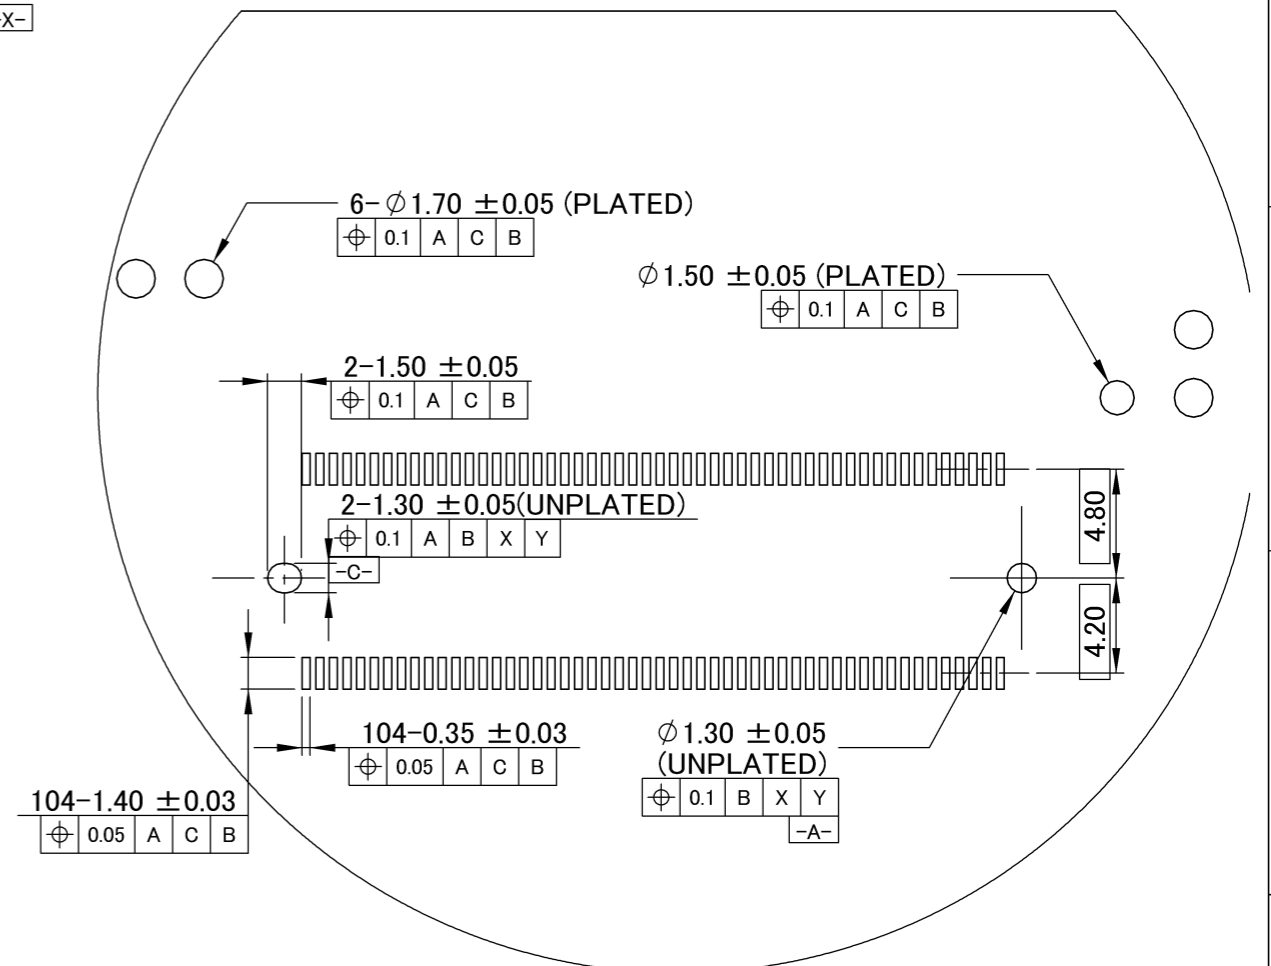 -X-
6-∅1.70 ±0.05 (PLATED)
⌖ 0.1 A C B
∅1.50 ±0.05 (PLATED)
⌖ 0.1 A C B
2-1.50 ±0.05
⌖ 0.1 A C B
2-1.30 ±0.05(UNPLATED)
⌖ 0.1 A B X Y
-C-
4.80
4.20
104-0.35 ±0.03
⌖ 0.05 A C B
∅1.30 ±0.05
(UNPLATED)
⌖ 0.1 B X Y
-A-
104-1.40 ±0.03
⌖ 0.05 A C B